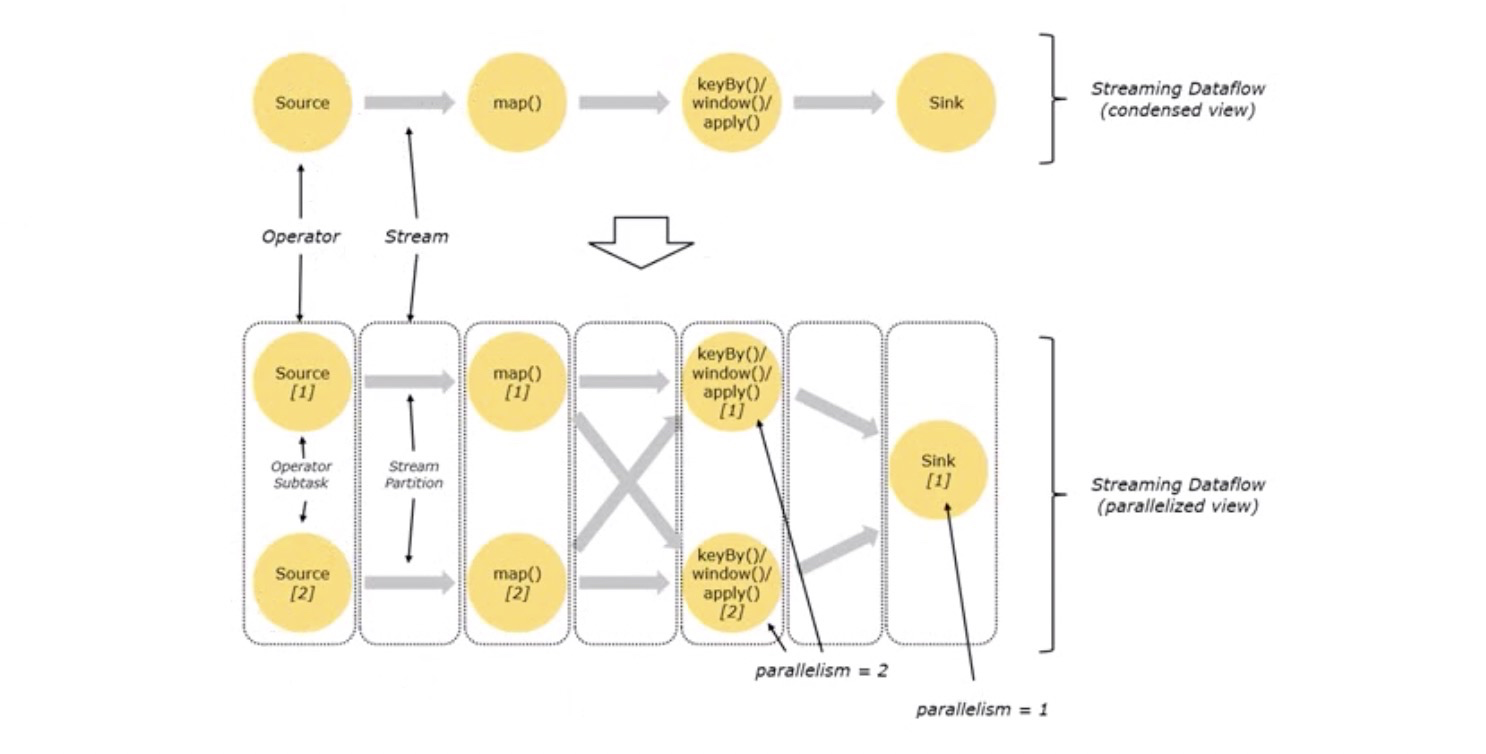 Source
map()
keyBy()/
window()/
apply()
Sink
Streaming Dataflow
(condensed view)
Operator
Stream
Source
[1]
map()
[1]
keyBy()/
window()/
apply()
[1]
Operator
Subtask
Stream
Partition
Sink
[1]
Streaming Dataflow
(parallelized view)
Source
[2]
map()
[2]
keyBy()/
window()/
apply()
[2]
parallelism = 2
parallelism = 1